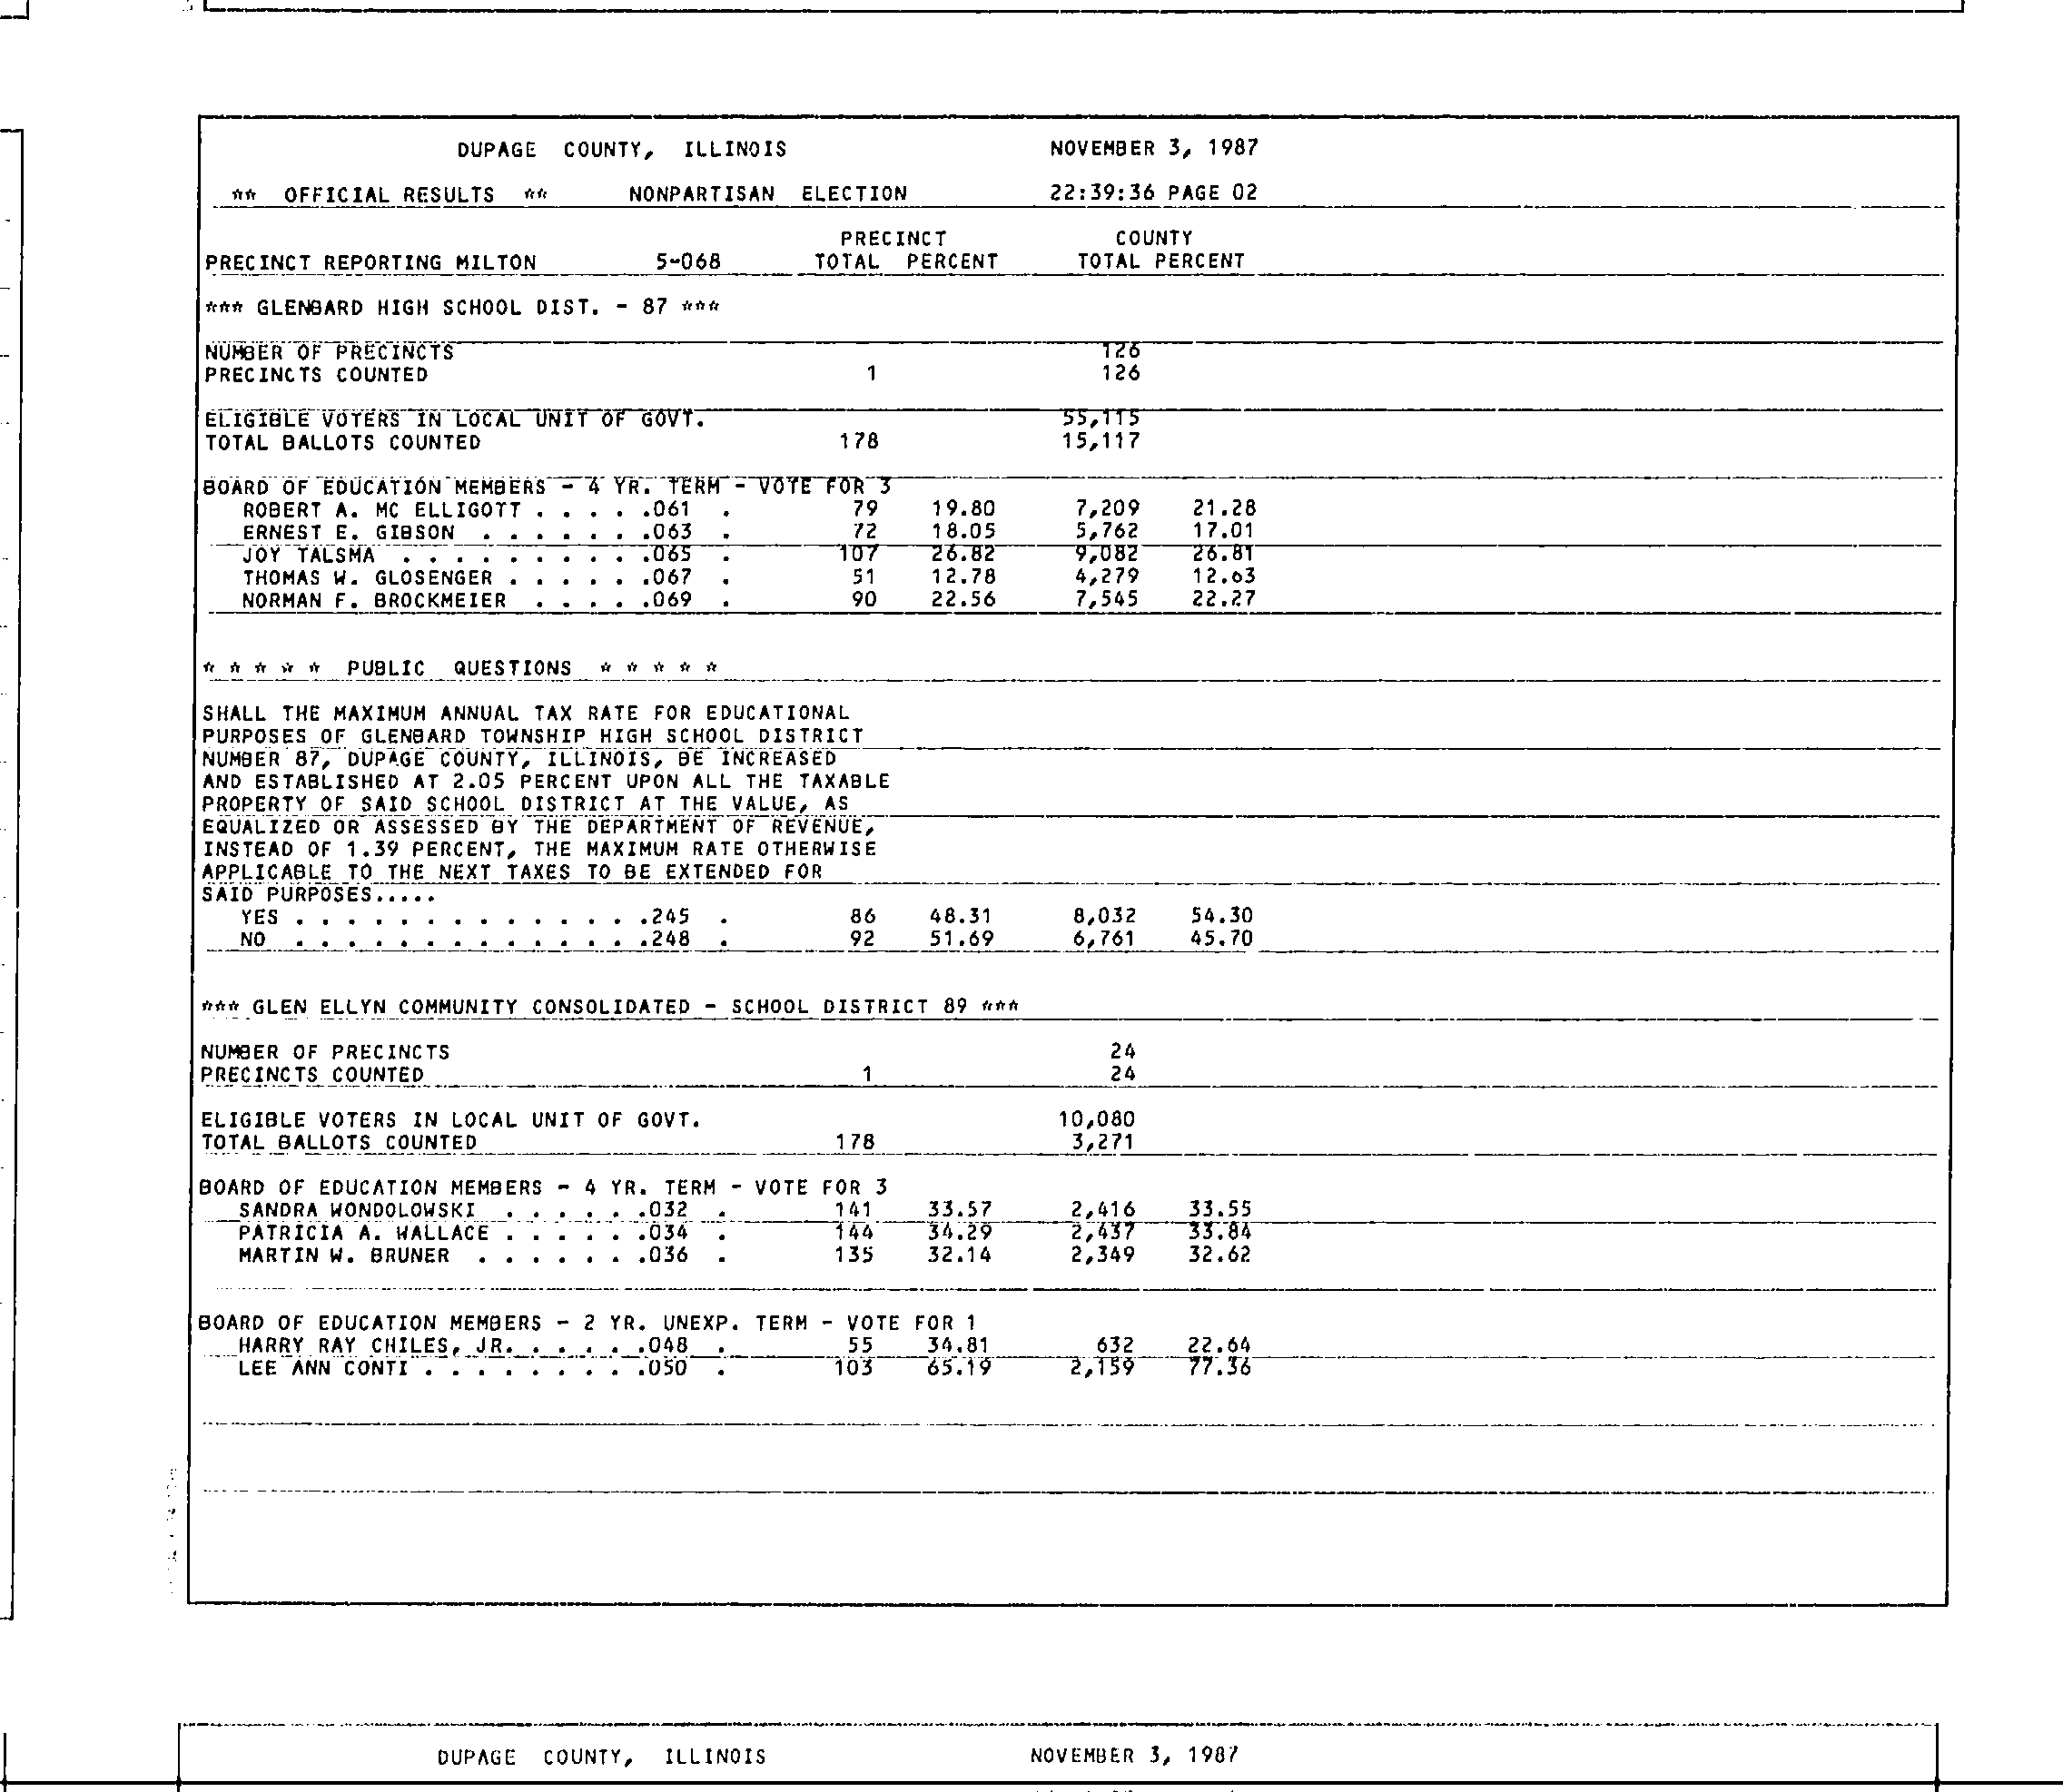 DUPAGE COUNTY, ILLINOIS NOVEMBER 3, 1987
** OFFICIAL RESULTS ** NONPARTISAN ELECTION 22:39:36 PAGE 02
PRECINCT COUNTY
PRECINCT REPORTING MILTON 5-068 TOTAL PERCENT TOTAL PERCENT
*** GLENBARD HIGH SCHOOL DIST. - 87 ***
NUMBER OF PRECINCTS 126
PRECINCTS COUNTED 1 126
ELIGIBLE VOTERS IN LOCAL UNIT OF GOVT. 55,115
TOTAL BALLOTS COUNTED 178 15,117
BOARD OF EDUCATION MEMBERS - 4 YR. TERM - VOTE FOR 3
ROBERT A. MC ELLIGOTT . . . . .061 . 79 19.80 7,209 21.28
ERNEST E. GIBSON . . . . . . .063 . 72 18.05 5,762 17.01
JOY TALSMA . . . . . . . . . .065 . 107 26.82 9,082 26.81
THOMAS W. GLOSENGER . . . . . .067 . 51 12.78 4,279 12.63
NORMAN F. BROCKMEIER . . . . .069 . 90 22.56 7,545 22.27
* * * * * PUBLIC QUESTIONS * * * * *
SHALL THE MAXIMUM ANNUAL TAX RATE FOR EDUCATIONAL
PURPOSES OF GLENBARD TOWNSHIP HIGH SCHOOL DISTRICT
NUMBER 87, DUPAGE COUNTY, ILLINOIS, BE INCREASED
AND ESTABLISHED AT 2.05 PERCENT UPON ALL THE TAXABLE
PROPERTY OF SAID SCHOOL DISTRICT AT THE VALUE, AS
EQUALIZED OR ASSESSED BY THE DEPARTMENT OF REVENUE,
INSTEAD OF 1.39 PERCENT, THE MAXIMUM RATE OTHERWISE
APPLICABLE TO THE NEXT TAXES TO BE EXTENDED FOR
SAID PURPOSES.....
YES . . . . . . . . . . . . . .245 . 86 48.31 8,032 54.30
NO . . . . . . . . . . . . . .248 . 92 51.69 6,761 45.70
*** GLEN ELLYN COMMUNITY CONSOLIDATED - SCHOOL DISTRICT 89 ***
NUMBER OF PRECINCTS 24
PRECINCTS COUNTED 1 24
ELIGIBLE VOTERS IN LOCAL UNIT OF GOVT. 10,080
TOTAL BALLOTS COUNTED 178 3,271
BOARD OF EDUCATION MEMBERS - 4 YR. TERM - VOTE FOR 3
SANDRA WONDOLOWSKI . . . . . .032 . 141 33.57 2,416 33.55
PATRICIA A. WALLACE . . . . . .034 . 144 34.29 2,437 33.84
MARTIN W. BRUNER . . . . . . .036 . 135 32.14 2,349 32.62
BOARD OF EDUCATION MEMBERS - 2 YR. UNEXP. TERM - VOTE FOR 1
HARRY RAY CHILES, JR. . . . . .048 . 55 34.81 632 22.64
LEE ANN CONTI . . . . . . . . .050 . 103 65.19 2,159 77.36
DUPAGE COUNTY, ILLINOIS NOVEMBER 3, 1987